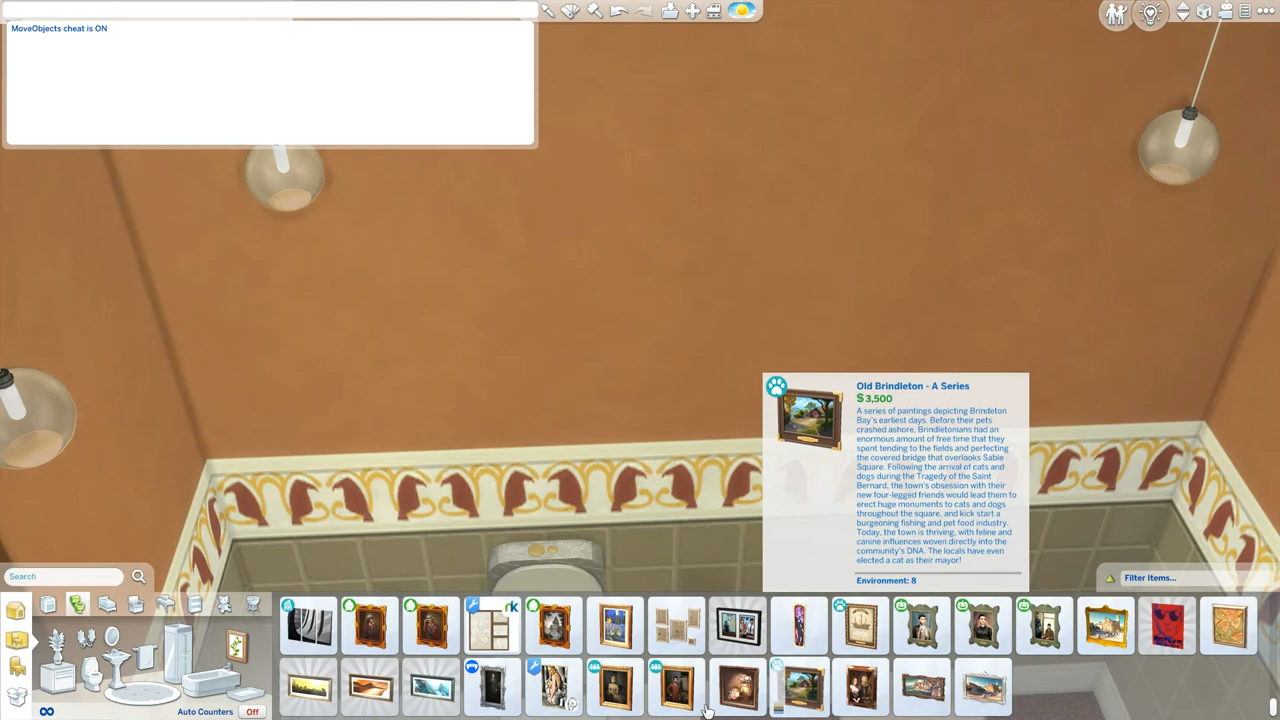 MoveObjects cheat is ON
Old Brindleton - A Series
§3,500
A series of paintings depicting Brindeton
Bay's earliest days. Before their pets
crashed ashore, Brindletonians had an
enormous amount of free time that they
spent tending to the fields and perfecting
the covered bridge that overlooks Sable
Square. Following the arrival of cats and
dogs during the Tragedy of the Saint
Bernard, the town's obsession with their
new four-legged friends would lead them to
erect huge monuments to cats and dogs
throughout the square, and kick start a
burgeoning fishing and pet food industry.
Today, the town is thriving, with feline and
canine influences woven directly into the
community's DNA. The locals have even
elected a cat as their mayor!
Environment: 8
Search
Filter Items...
rk
Auto Counters Off